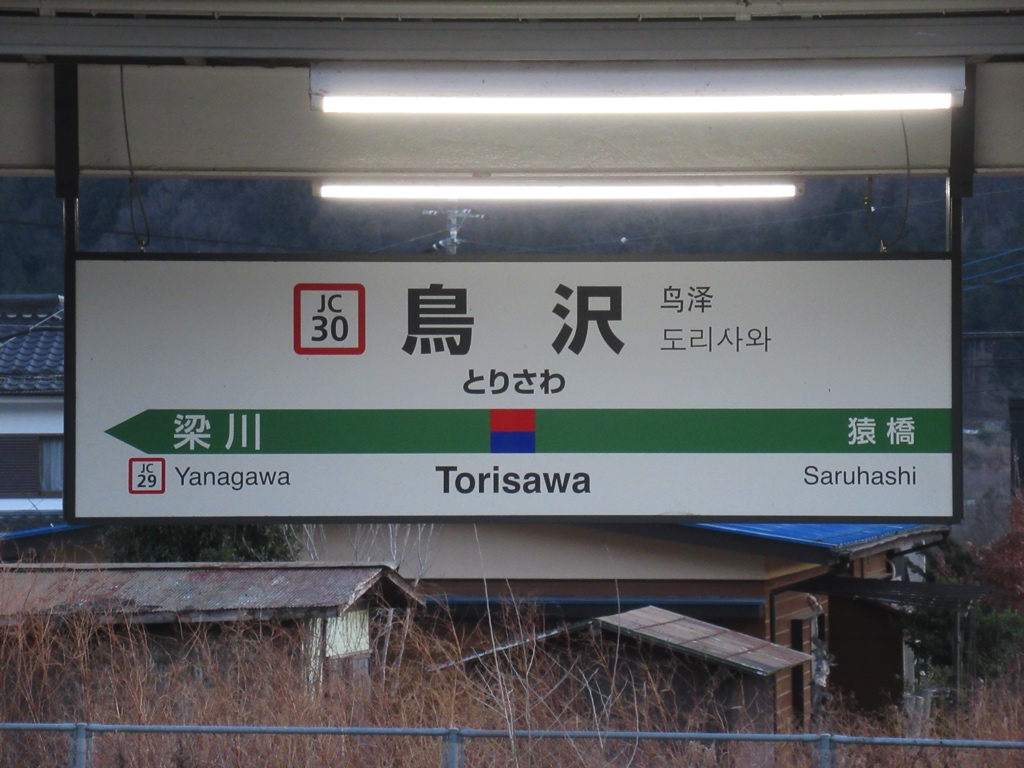 JC
30
鳥沢
鸟泽
도리사와
とりさわ
梁川
猿橋
JC
29
Yanagawa
Torisawa
Saruhashi